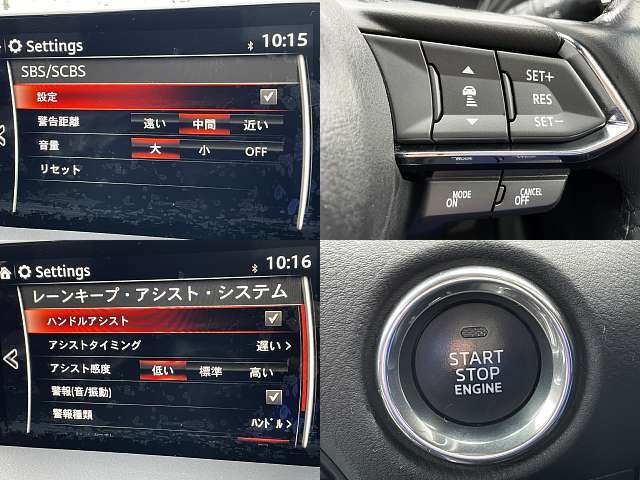 Settings 10:15
SBS/SCBS
設定
警告距離 遠い 中間 近い
音量 大 小 OFF
リセット
SET+
RES
SET-
MODE
ON
CANCEL
OFF
Settings 10:16
レーンキープ・アシスト・システム
ハンドルアシスト
アシストタイミング 遅い
アシスト感度 低い 標準 高い
警報(音/振動)
警報種類 ハンドル
START
STOP
ENGINE